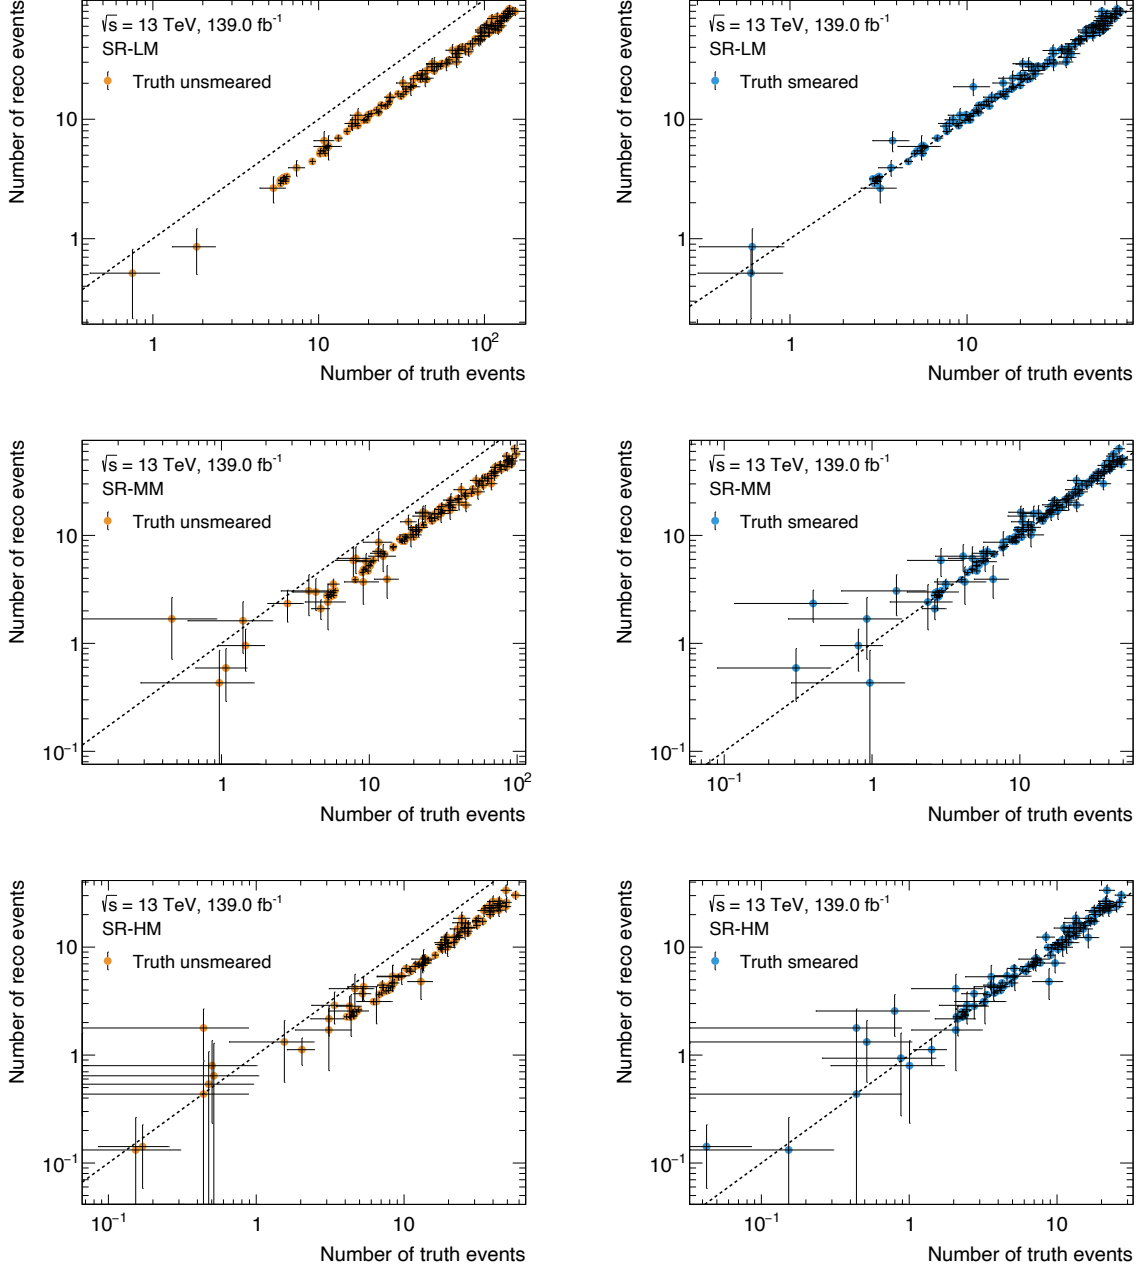 Number of reco events
√s = 13 TeV, 139.0 fb⁻¹
SR-LM
Truth unsmeared
10
1
1
10
10²
Number of truth events
Number of reco events
√s = 13 TeV, 139.0 fb⁻¹
SR-LM
Truth smeared
10
1
1
10
Number of truth events
Number of reco events
√s = 13 TeV, 139.0 fb⁻¹
SR-MM
Truth unsmeared
10
1
10⁻¹
1
10
10²
Number of truth events
Number of reco events
√s = 13 TeV, 139.0 fb⁻¹
SR-MM
Truth smeared
10
1
10⁻¹
10⁻¹
1
10
Number of truth events
Number of reco events
√s = 13 TeV, 139.0 fb⁻¹
SR-HM
Truth unsmeared
10
1
10⁻¹
10⁻¹
1
10
Number of truth events
Number of reco events
√s = 13 TeV, 139.0 fb⁻¹
SR-HM
Truth smeared
10
1
10⁻¹
10⁻¹
1
10
Number of truth events